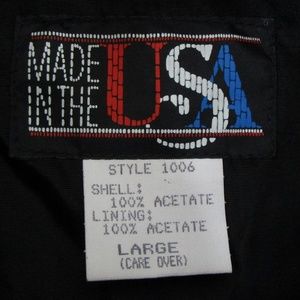 MADE
IN THE
USA
STYLE 1006
SHELL:
100% ACETATE
LINING:
100% ACETATE
LARGE
(CARE OVER)